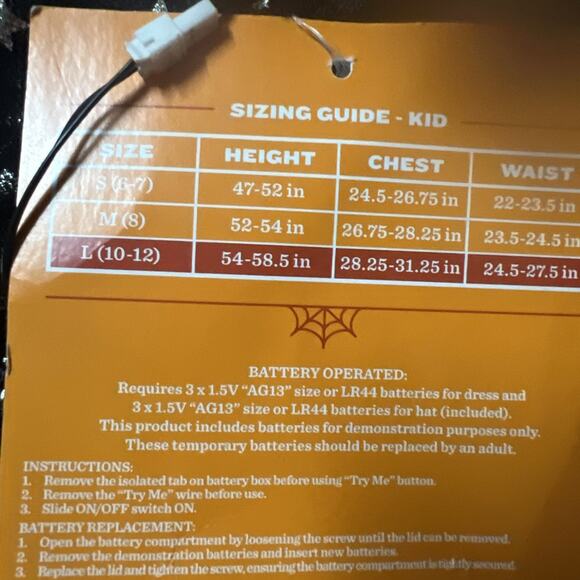 SIZING GUIDE - KID
SIZE HEIGHT CHEST WAIST
S (6-7) 47-52 in 24.5-26.75 in 22-23.5 in
M (8) 52-54 in 26.75-28.25 in 23.5-24.5 in
L (10-12) 54-58.5 in 28.25-31.25 in 24.5-27.5 in
BATTERY OPERATED:
Requires 3 x 1.5V "AG13" size or LR44 batteries for dress and
3 x 1.5V "AG13" size or LR44 batteries for hat (included).
This product includes batteries for demonstration purposes only.
These temporary batteries should be replaced by an adult.
INSTRUCTIONS:
1. Remove the isolated tab on battery box before using "Try Me" button.
2. Remove the "Try Me" wire before use.
3. Slide ON/OFF switch ON.
BATTERY REPLACEMENT:
1. Open the battery compartment by loosening the screw until the lid can be removed.
2. Remove the demonstration batteries and insert new batteries.
3. Replace the lid and tighten the screw, ensuring the battery compartment is tightly secured.